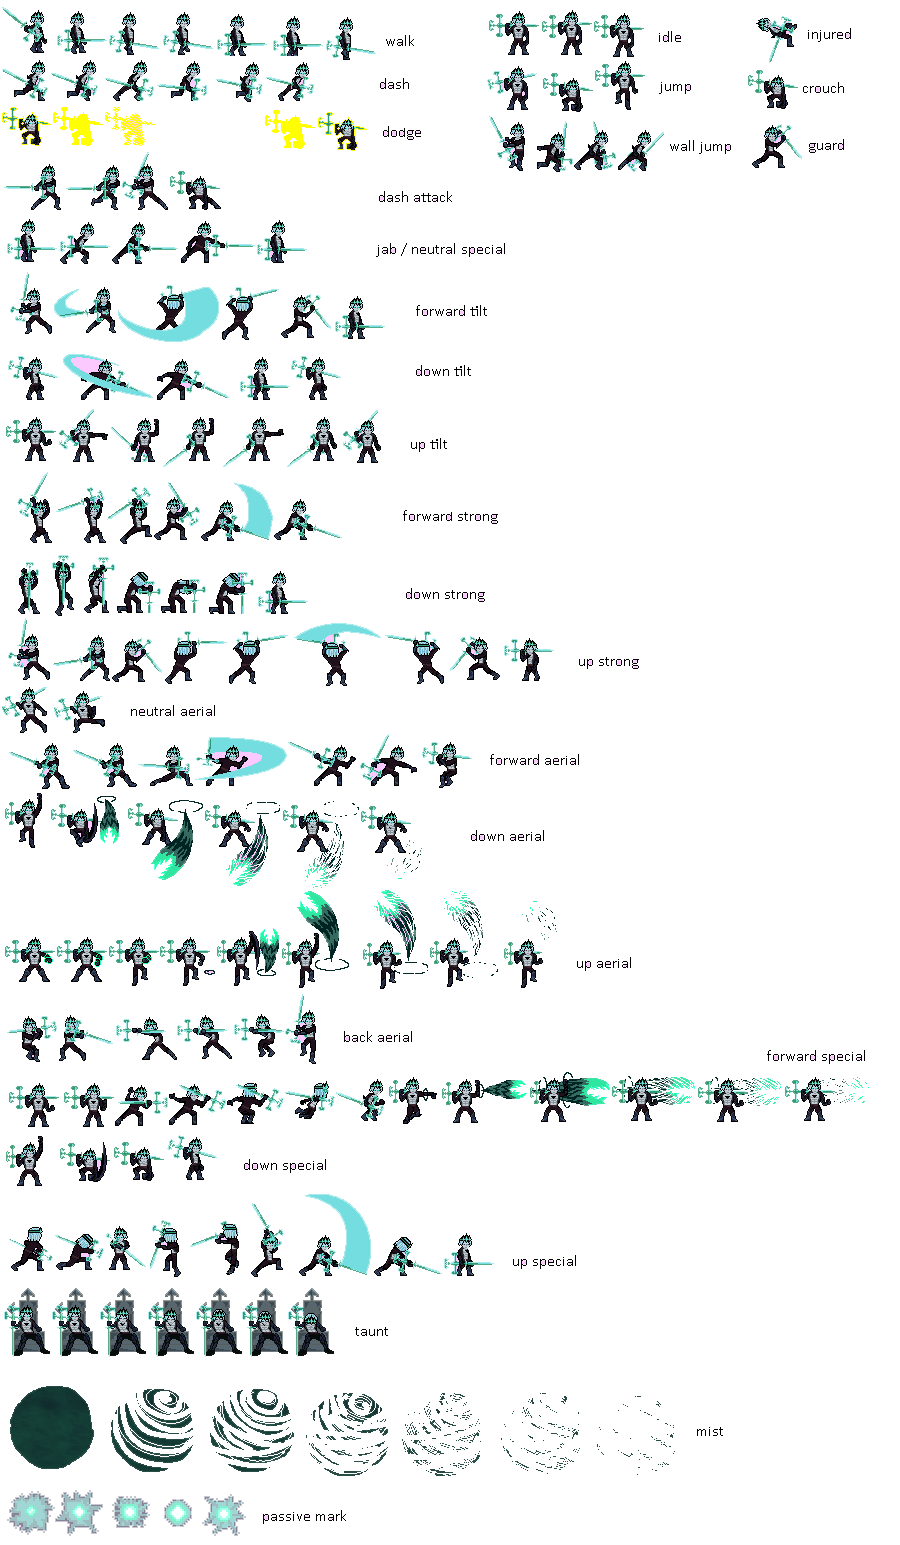 walk
idle
injured
dash
jump
crouch
dodge
wall jump
guard
dash attack
jab / neutral special
forward tilt
down tilt
up tilt
forward strong
down strong
up strong
neutral aerial
forward aerial
down aerial
up aerial
back aerial
forward special
down special
up special
taunt
mist
passive mark